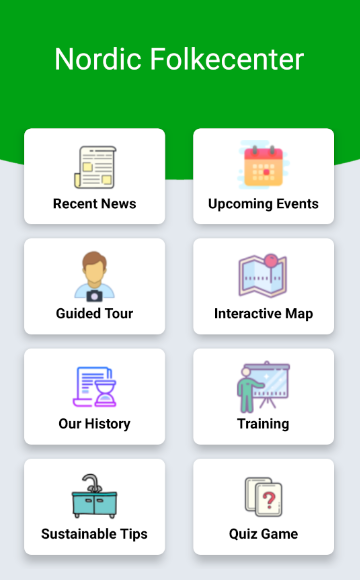 Nordic Folkecenter
Recent News
Upcoming Events
Guided Tour
Interactive Map
Our History
Training
Sustainable Tips
?
Quiz Game